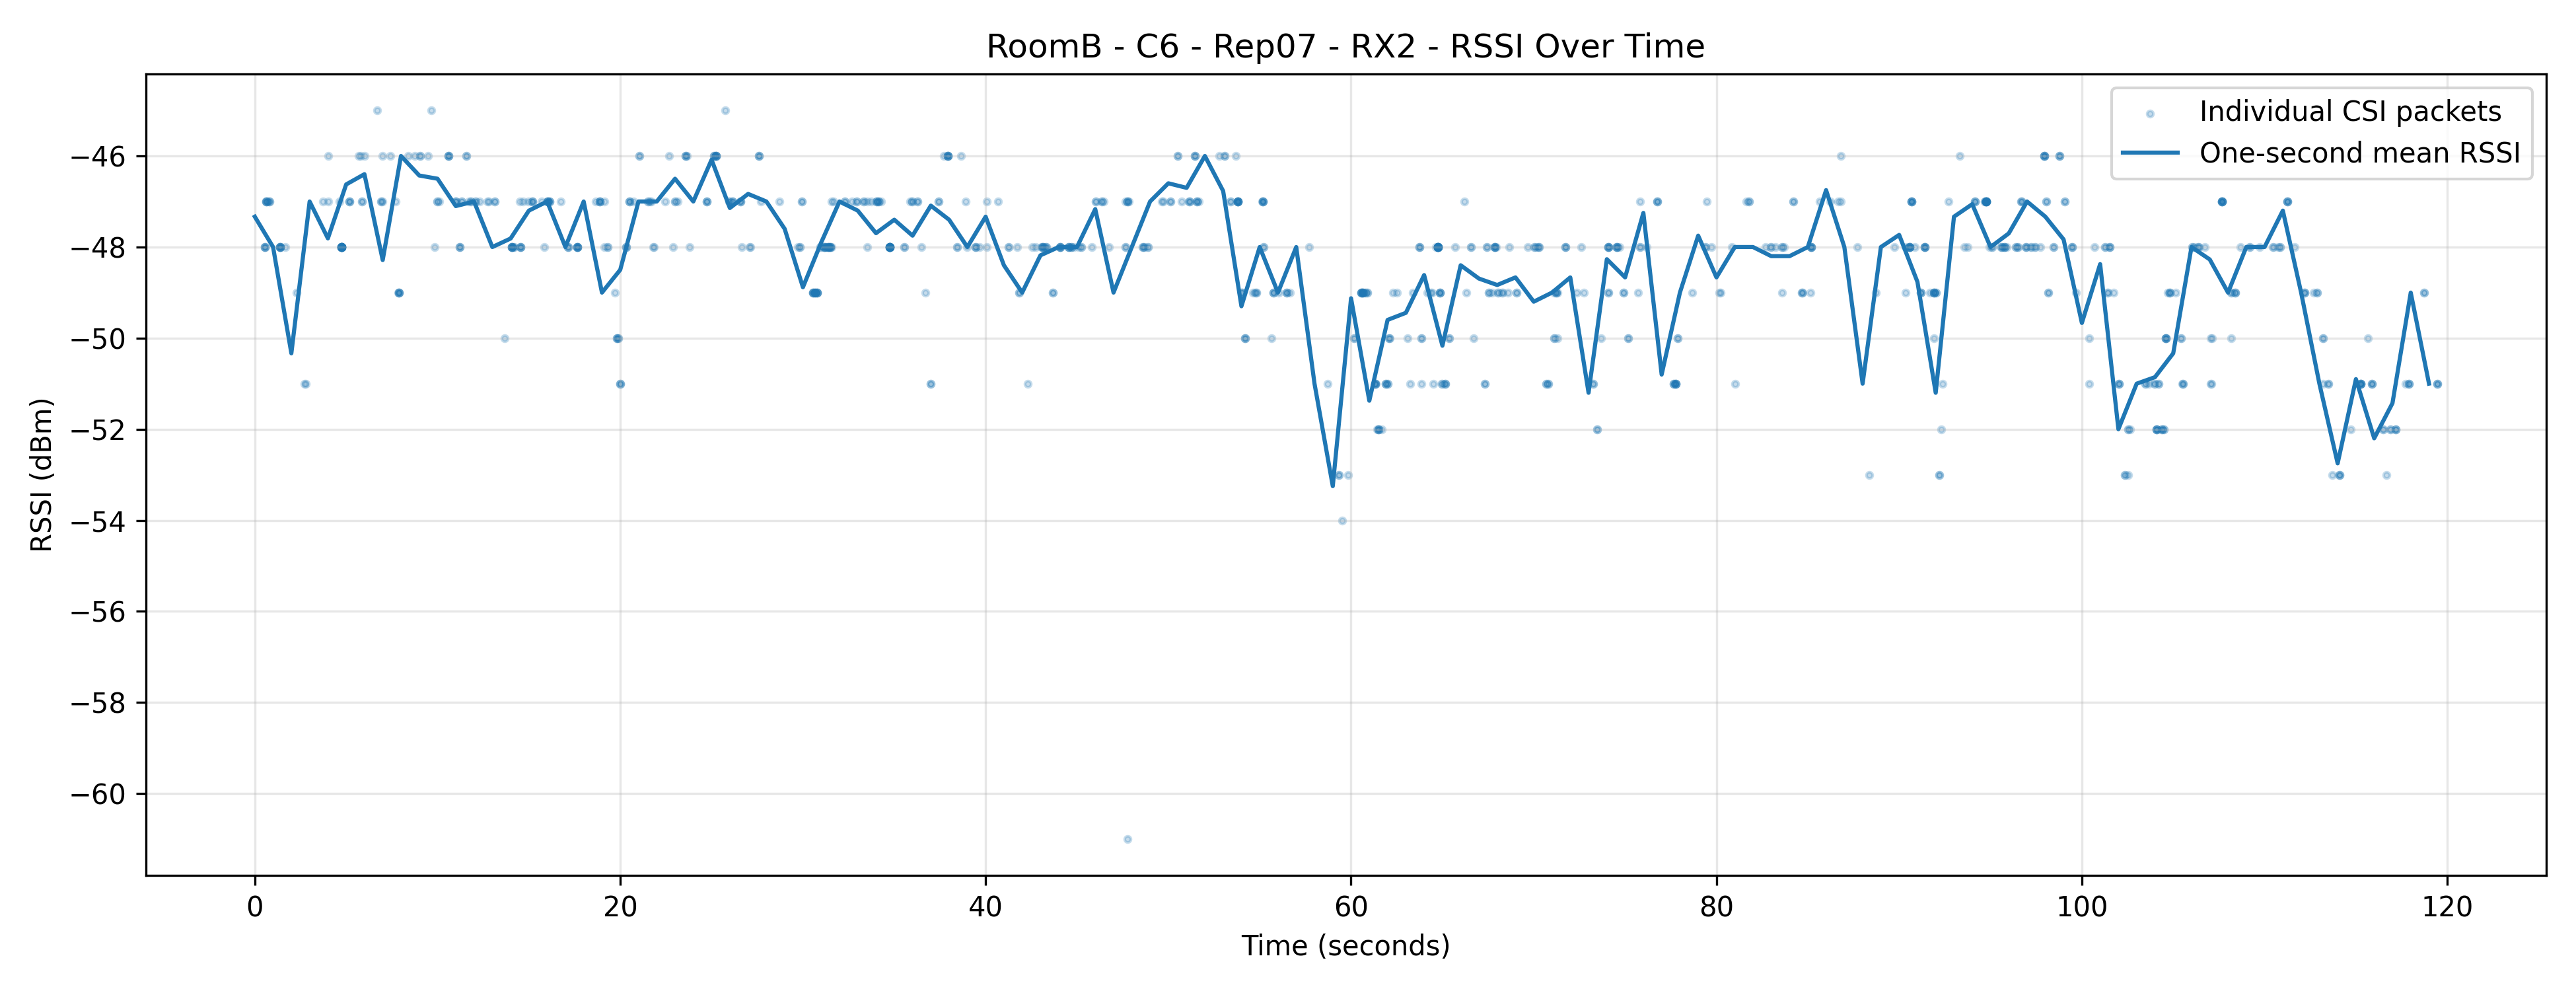 RoomB - C6 - Rep07 - RX2 - RSSI Over Time
Individual CSI packets
One-second mean RSSI
−46
−48
−50
−52
−54
−56
−58
−60
RSSI (dBm)
0 20 40 60 80 100 120
Time (seconds)